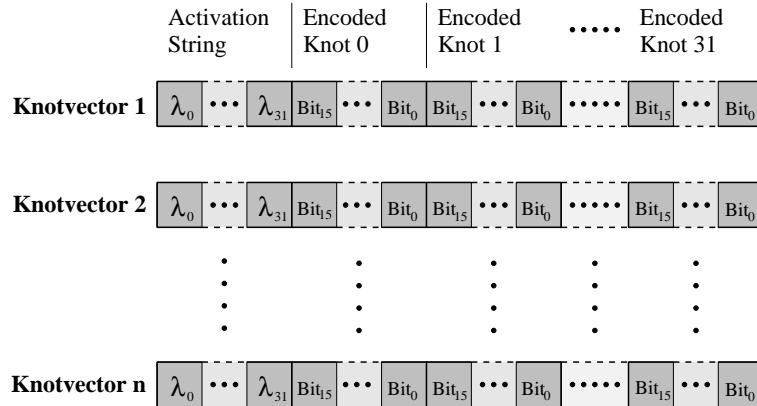 Activation Encoded Encoded ····· Encoded
String Knot 0 Knot 1 Knot 31
Knotvector 1 λ0 ··· λ31 Bit15 ··· Bit0 Bit15 ··· Bit0 ····· Bit15 ··· Bit0
Knotvector 2 λ0 ··· λ31 Bit15 ··· Bit0 Bit15 ··· Bit0 ····· Bit15 ··· Bit0
Knotvector n λ0 ··· λ31 Bit15 ··· Bit0 Bit15 ··· Bit0 ····· Bit15 ··· Bit0